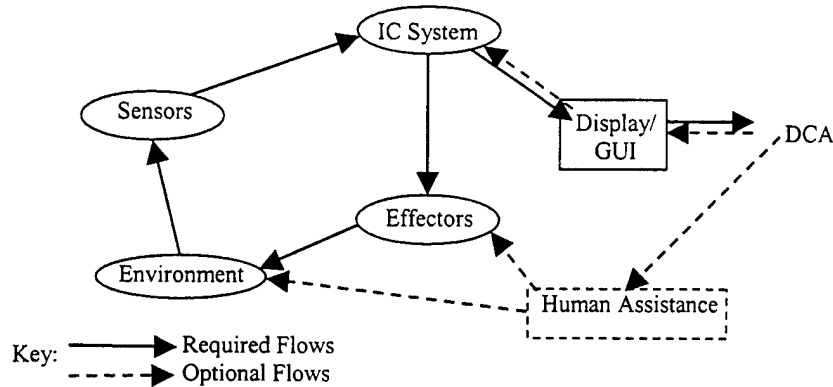 IC System
Sensors
Display/
GUI
DCA
Effectors
Environment
Human Assistance
Key:
Required Flows
Optional Flows